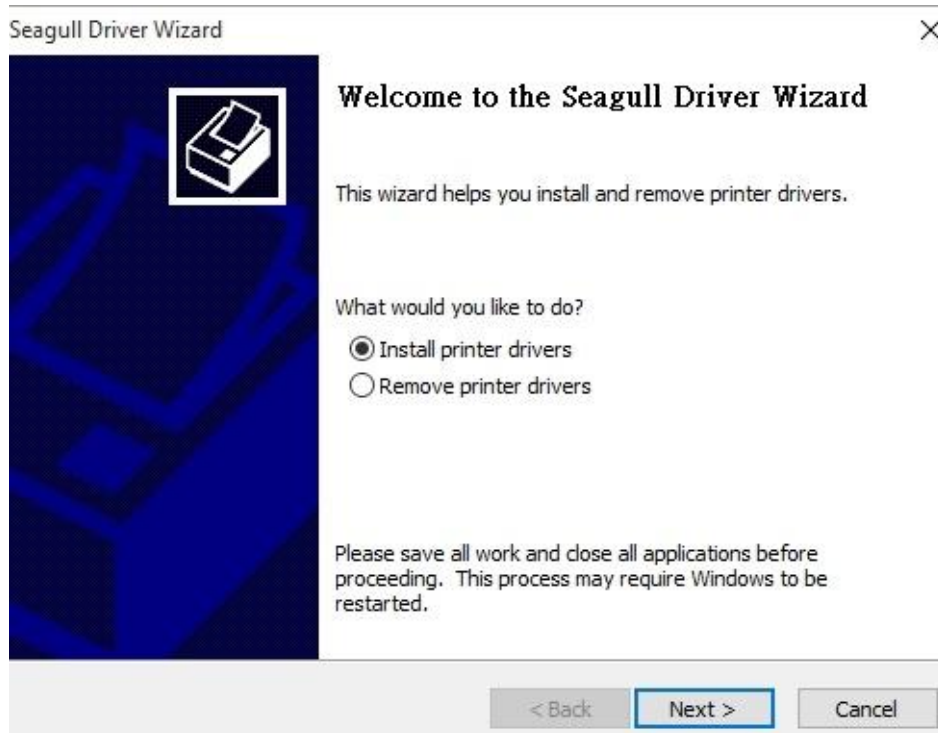 Seagull Driver Wizard
Welcome to the Seagull Driver Wizard
This wizard helps you install and remove printer drivers.
What would you like to do?
Install printer drivers
Remove printer drivers
Please save all work and close all applications before
proceeding. This process may require Windows to be
restarted.
< Back
Next >
Cancel